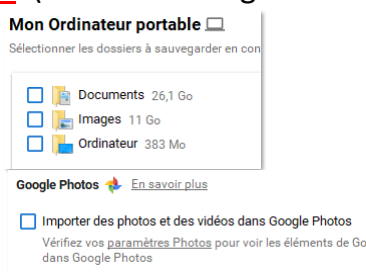 Mon Ordinateur portable
Sélectionner les dossiers à sauvegarder en con
Documents 26,1 Go
Images 11 Go
Ordinateur 383 Mo
Google Photos En savoir plus
Importer des photos et des vidéos dans Google Photos
Vérifiez vos paramètres Photos pour voir les éléments de Go
dans Google Photos